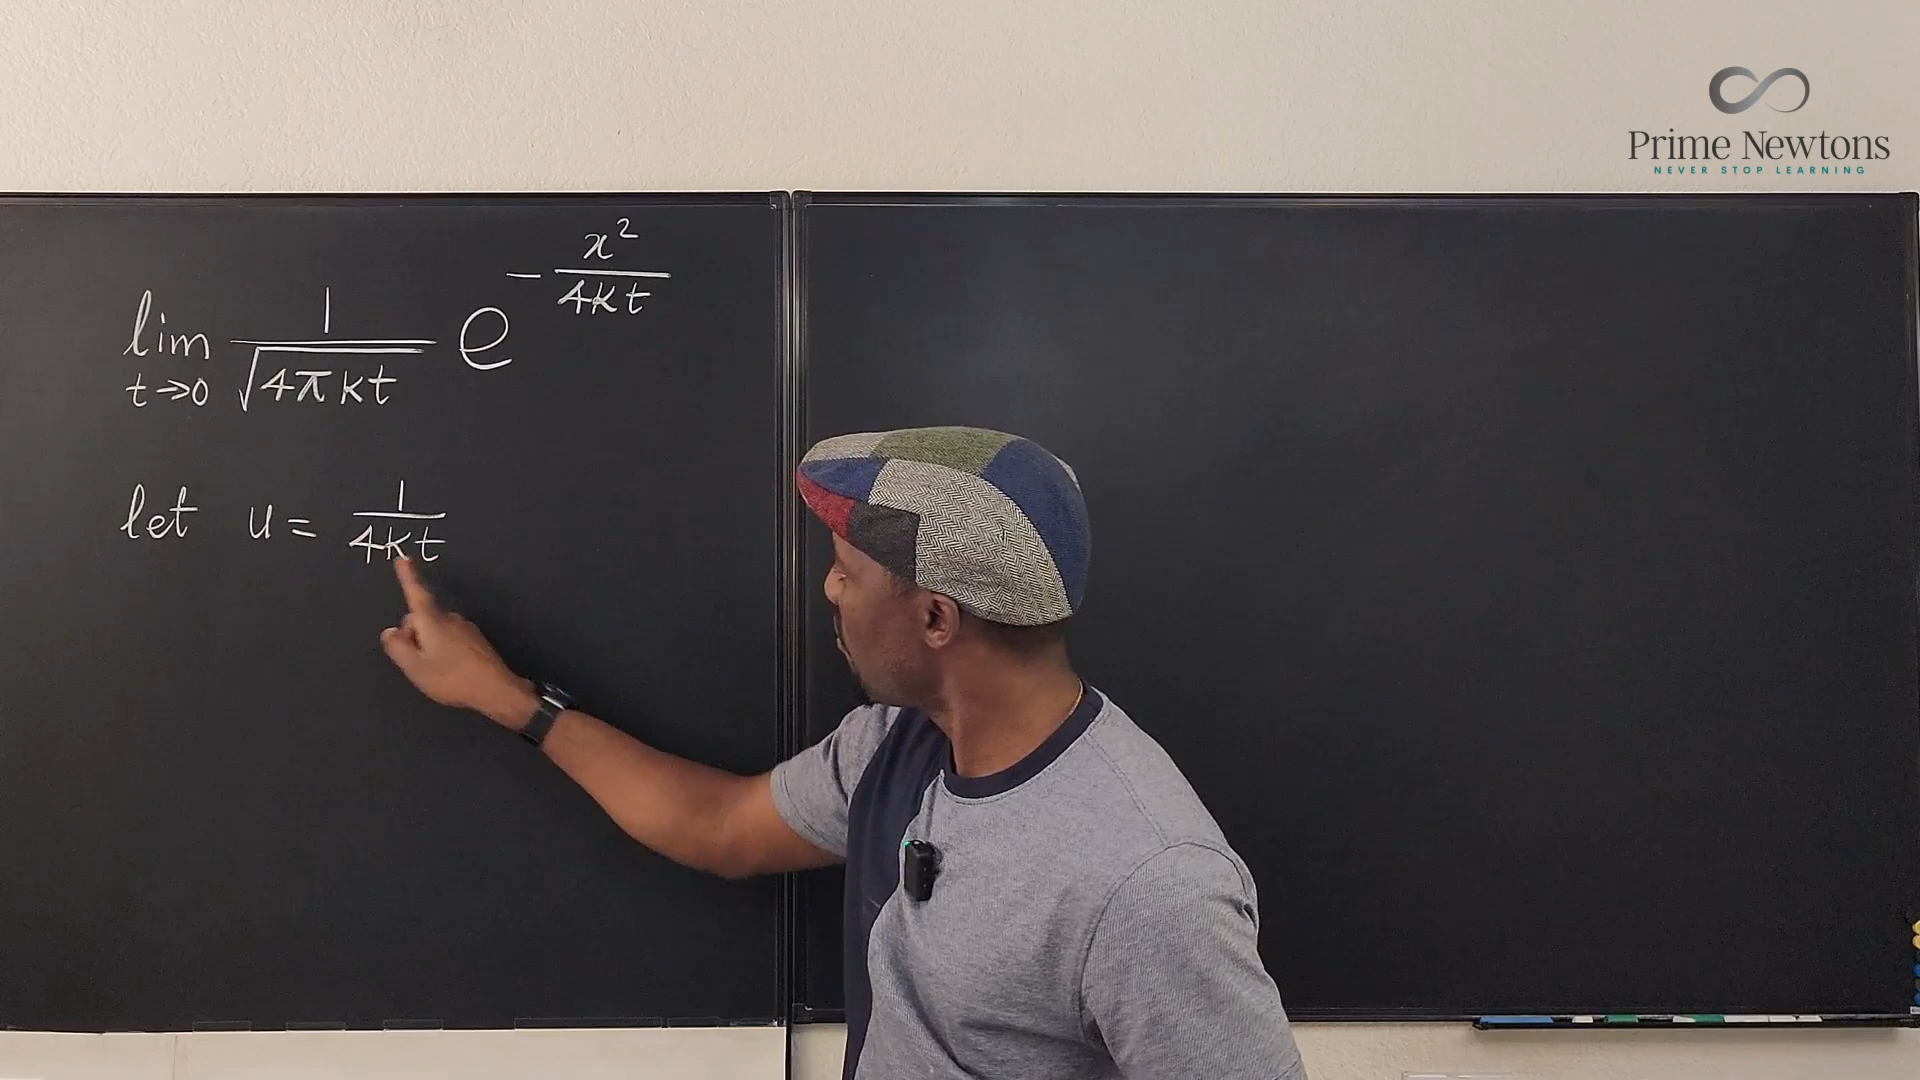 Prime Newtons
NEVER STOP LEARNING
lim t→0 1/√(4πkt) e^(-x²/(4kt))
let u = 1/(4kt)